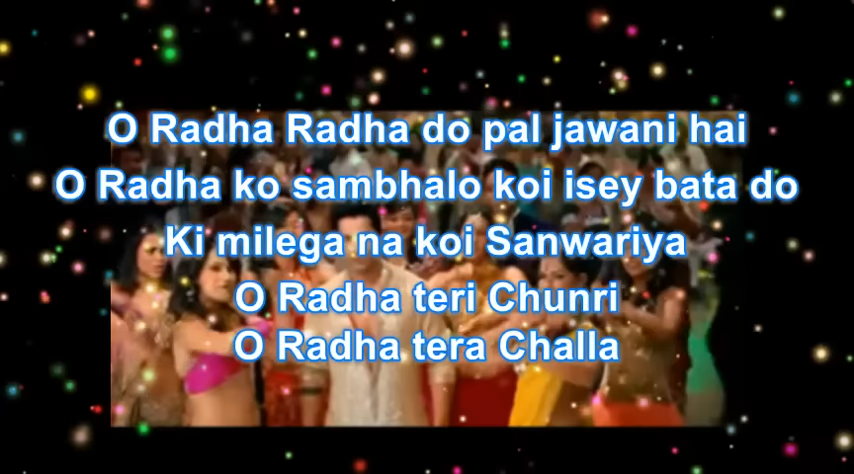 O Radha Radha do pal jawani hai
O Radha ko sambhalo koi isey bata do
Ki milega na koi Sanwariya
O Radha teri Chunri
O Radha tera Challa